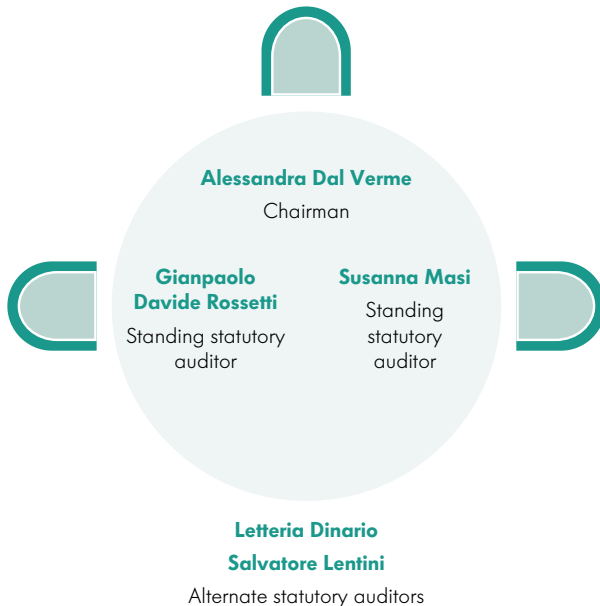 Alessandra Dal Verme
Chairman
Gianpaolo
Davide Rossetti
Standing statutory
auditor
Susanna Masi
Standing
statutory
auditor
Letteria Dinario
Salvatore Lentini
Alternate statutory auditors